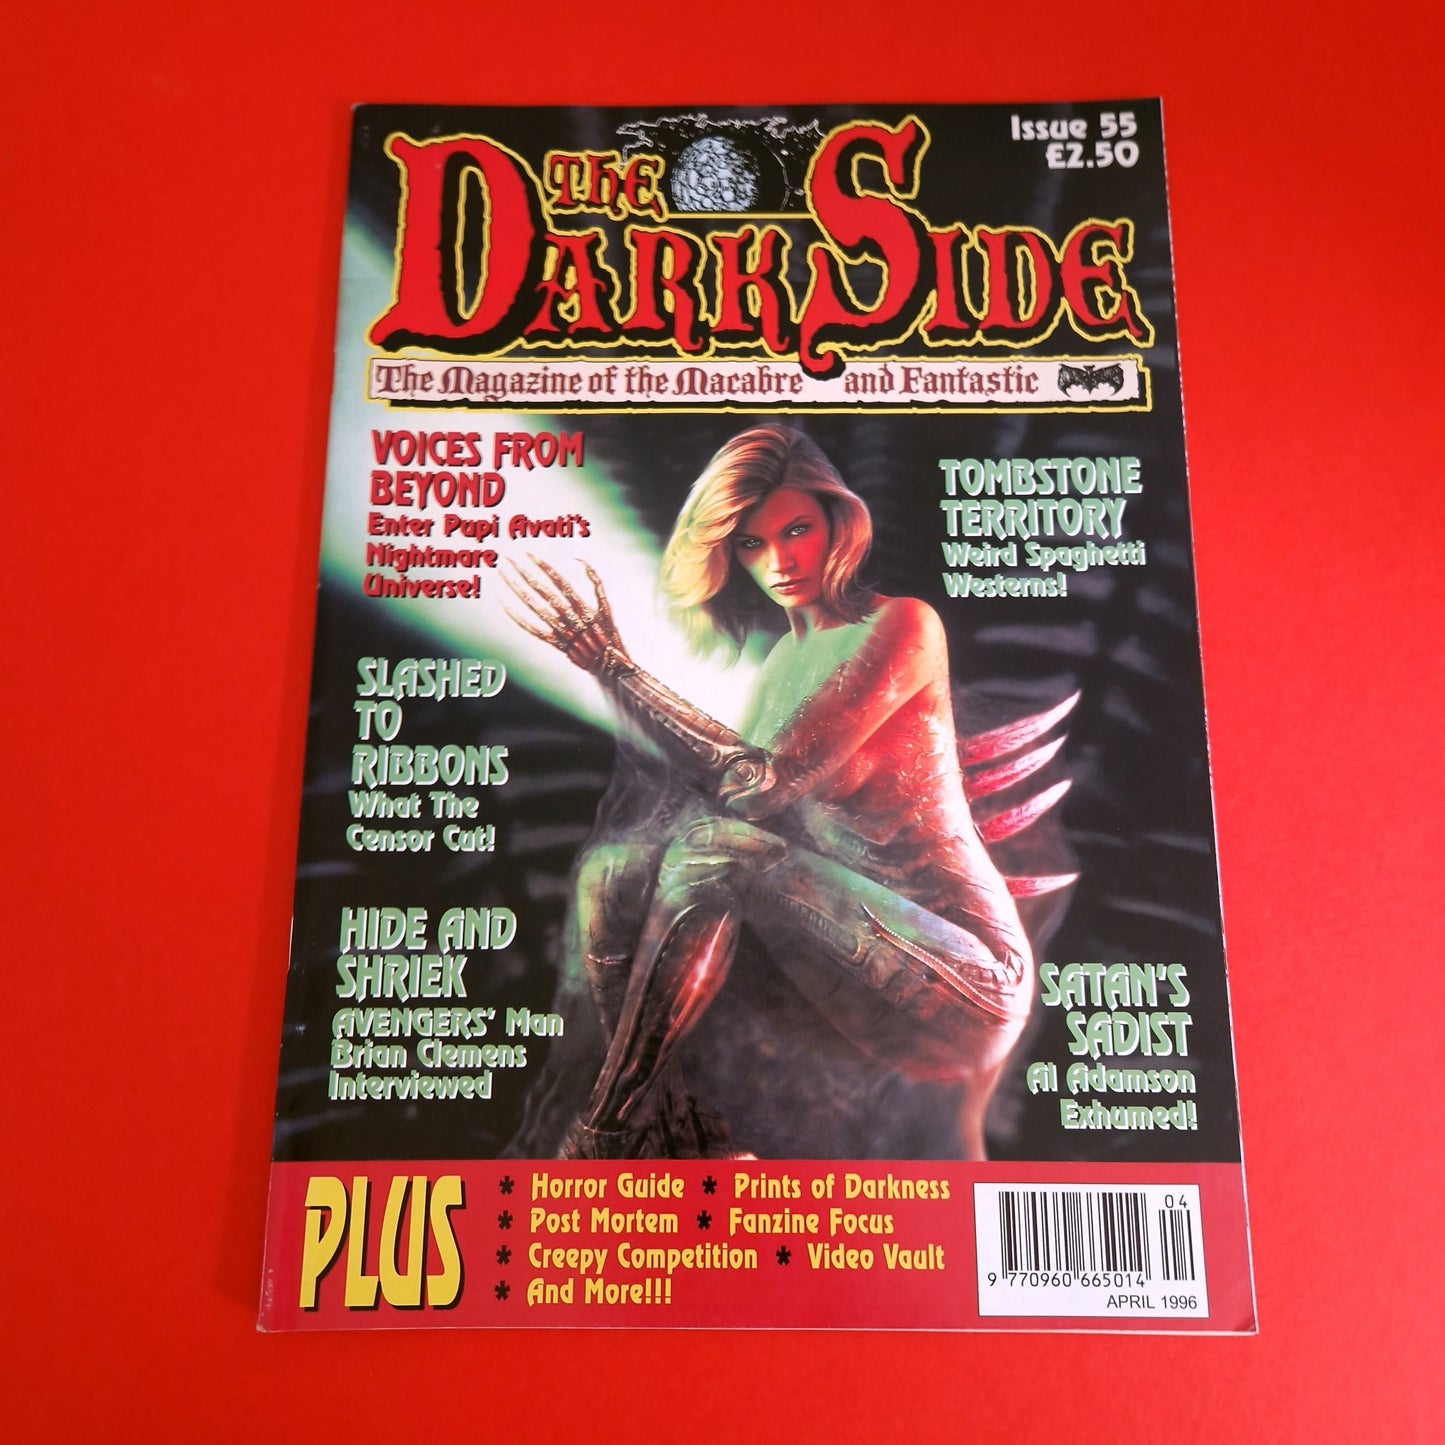 Issue 55
£2.50
The
Dark Side
The Magazine of the Macabre and Fantastic
VOICES FROM
BEYOND
Enter Pupi Avati's
Nightmare
Universe!
TOMBSTONE
TERRITORY
Weird Spaghetti
Westerns!
SLASHED
TO
RIBBONS
What The
Censor Cut!
HIDE AND
SHRIEK
AVENGERS' Man
Brian Clemens
Interviewed
SATAN'S
SADIST
Al Adamson
Exhumed!
PLUS
* Horror Guide * Prints of Darkness
* Post Mortem * Fanzine Focus
* Creepy Competition * Video Vault
* And More!!!
04
9 770960 665014
APRIL 1996